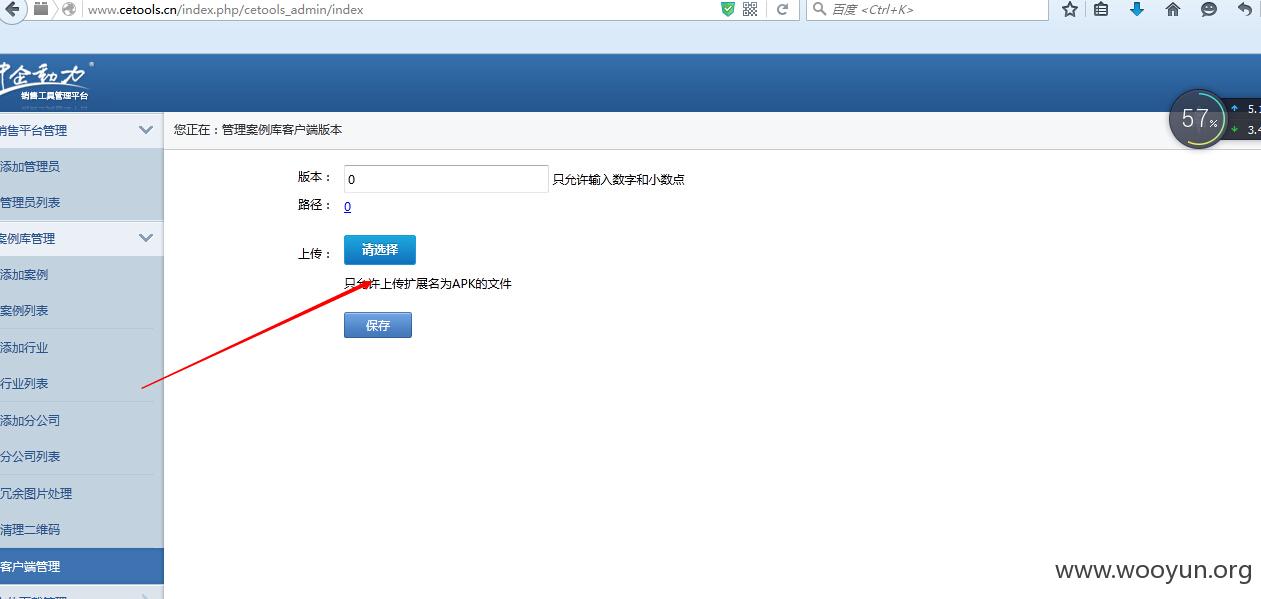 www.cetools.cn/index.php/cetools_admin/index
百度 <Ctrl+K>
中企动力
销售工具管理平台
57%
5.1
3.4
销售平台管理
您正在：管理案例库客户端版本
添加管理员
版本： 0 只允许输入数字和小数点
管理员列表
路径： 0
案例库管理
上传： 请选择
添加案例
只允许上传扩展名为APK的文件
案例列表
保存
添加行业
行业列表
添加分公司
分公司列表
冗余图片处理
清理二维码
客户端管理
www.wooyun.org